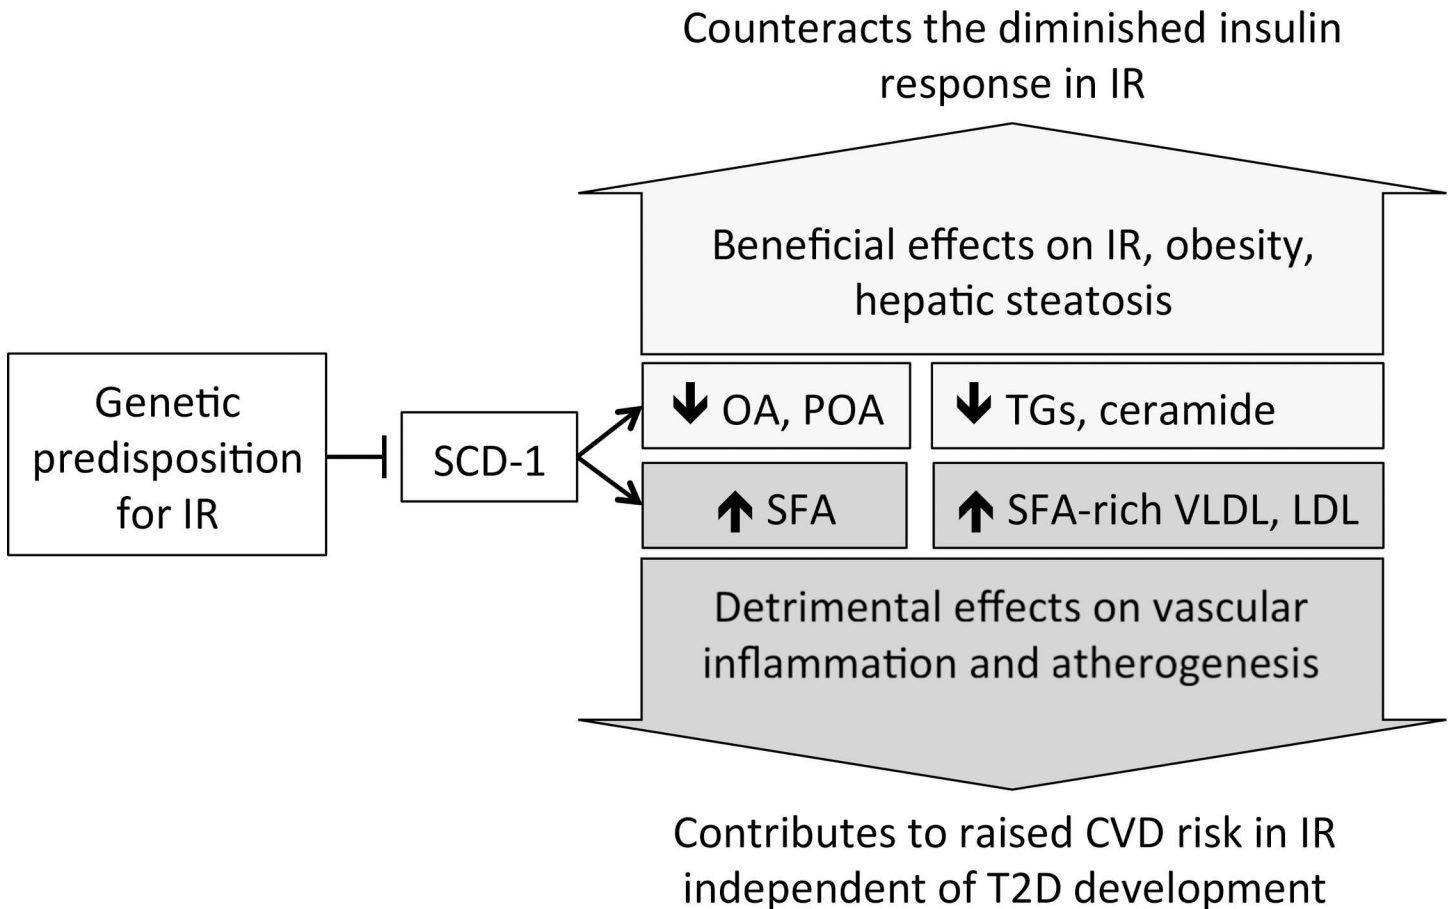 Counteracts the diminished insulin
response in IR
Beneficial effects on IR, obesity,
hepatic steatosis
Genetic
predisposition
for IR
SCD-1
🡇 OA, POA
🡇 TGs, ceramide
🡅 SFA
🡅 SFA-rich VLDL, LDL
Detrimental effects on vascular
inflammation and atherogenesis
Contributes to raised CVD risk in IR
independent of T2D development